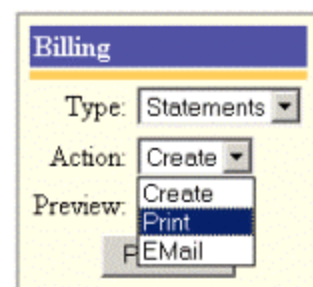 Billing
Type: Statements
Action: Create
Preview: Create
Print
EMail